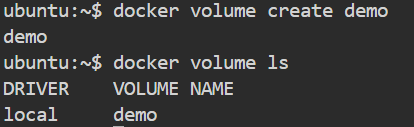 ubuntu:~$ docker volume create demo
demo
ubuntu:~$ docker volume ls
DRIVER    VOLUME NAME
local     demo